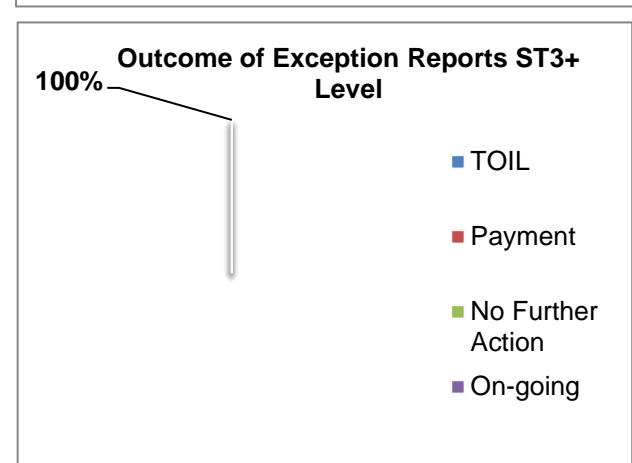 Outcome of Exception Reports ST3+
Level
100%
TOIL
Payment
No Further
Action
On-going